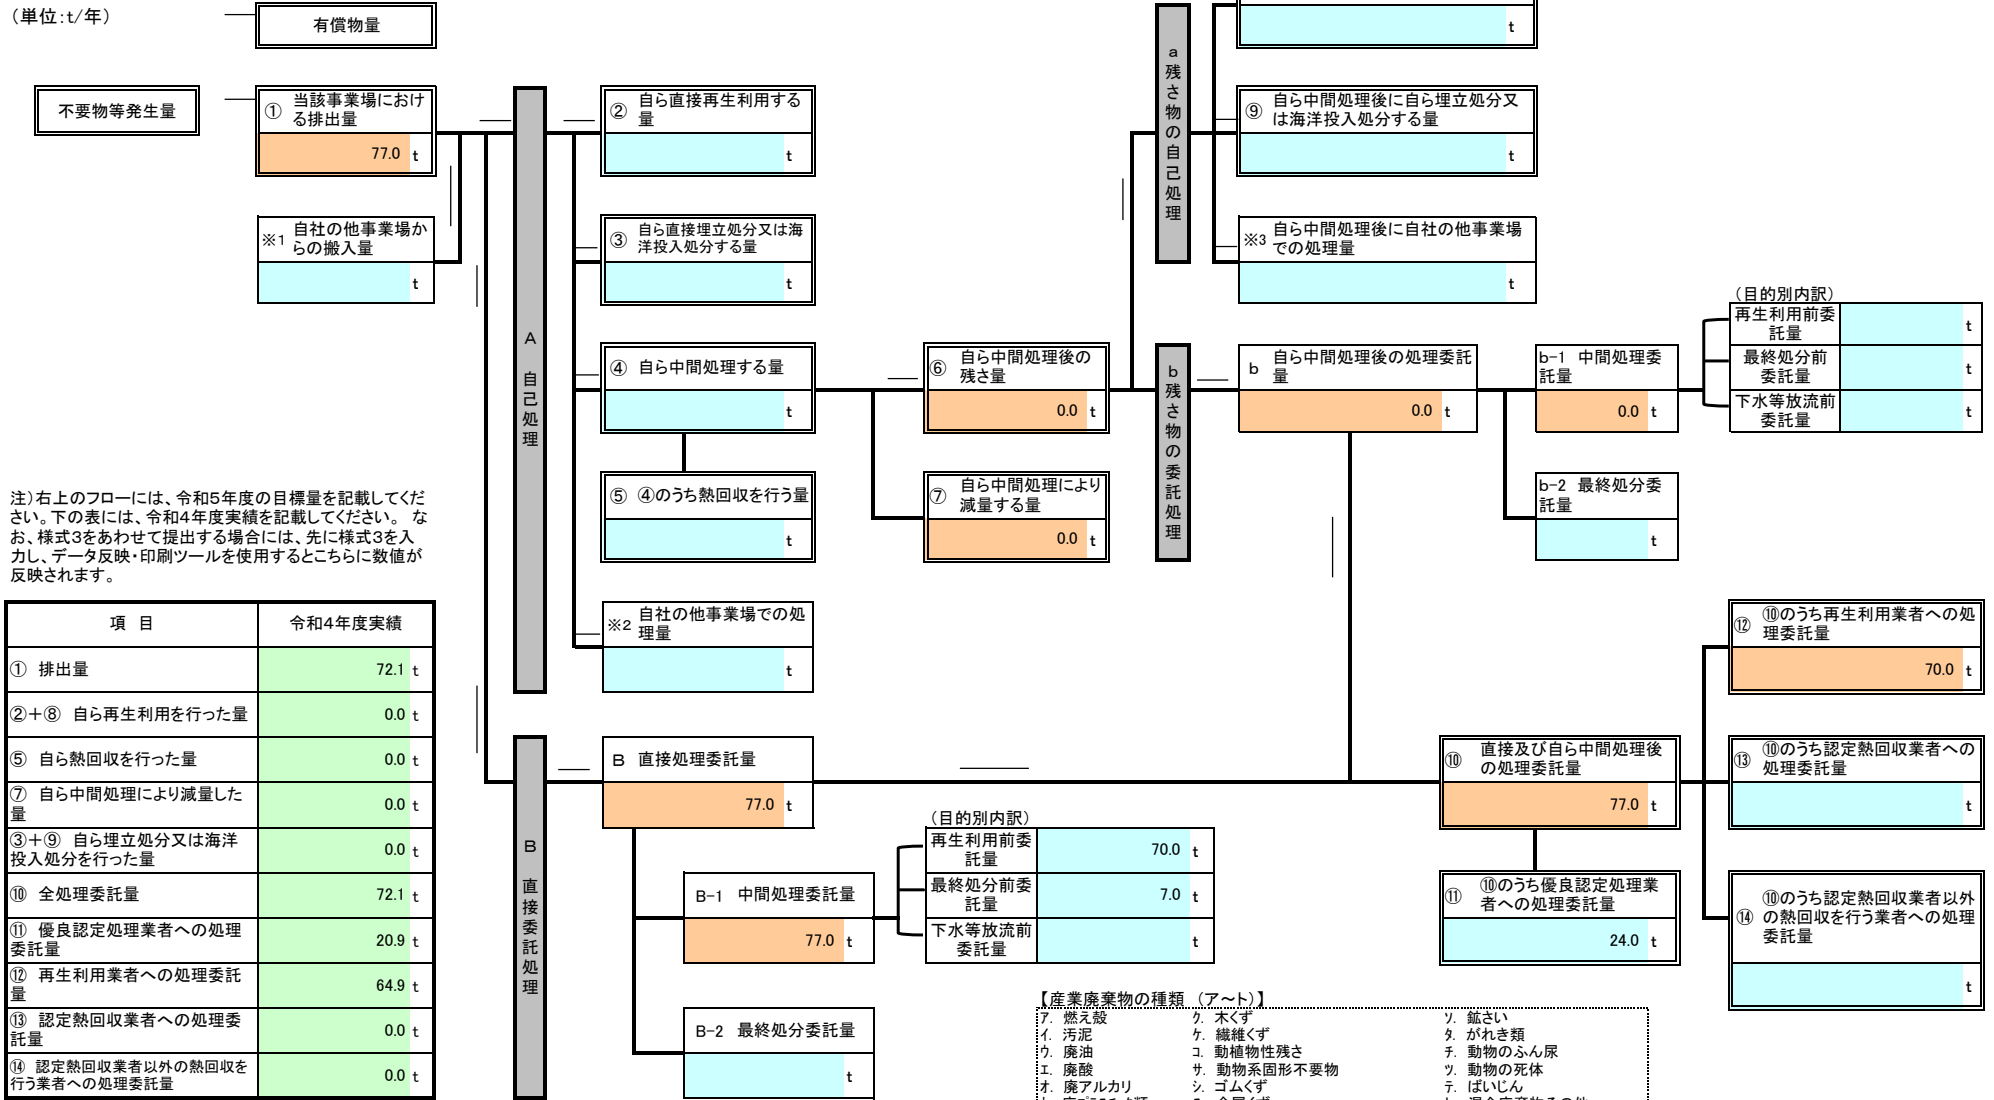 （単位：t/年）
有償物量
不要物等発生量
① 当該事業場におけ
る排出量
77.0 t
※1 自社の他事業場か
らの搬入量
t
A 自己処理
② 自ら直接再生利用する
量
t
③ 自ら直接埋立処分又は海
洋投入処分する量
t
④ 自ら中間処理する量
t
⑤ ④のうち熱回収を行う量
t
※2 自社の他事業場での処
理量
t
⑥ 自ら中間処理後の
残さ量
0.0 t
⑦ 自ら中間処理により
減量する量
0.0 t
a 残さ物の自己処理
t
⑨ 自ら中間処理後に自ら埋立処分又
は海洋投入処分する量
t
※3 自ら中間処理後に自社の他事業場
での処理量
t
b 残さ物の委託処理
b 自ら中間処理後の処理委託
量
0.0 t
b-1 中間処理委
託量
0.0 t
b-2 最終処分委
託量
t
（目的別内訳）
再生利用前委
託量
t
最終処分前
委託量
t
下水等放流前
委託量
t
注）右上のフローには、令和５年度の目標量を記載してくだ
さい。下の表には、令和４年度実績を記載してください。 な
お、様式３をあわせて提出する場合には、先に様式３を入
力し、データ反映・印刷ツールを使用するとこちらに数値が
反映されます。
項 目 令和４年度実績
① 排出量 72.1 t
②＋⑧ 自ら再生利用を行った量 0.0 t
⑤ 自ら熱回収を行った量 0.0 t
⑦ 自ら中間処理により減量した
量 0.0 t
③＋⑨ 自ら埋立処分又は海洋
投入処分を行った量 0.0 t
⑩ 全処理委託量 72.1 t
⑪ 優良認定処理業者への処理
委託量 20.9 t
⑫ 再生利用業者への処理委託
量 64.9 t
⑬ 認定熱回収業者への処理委
託量 0.0 t
⑭ 認定熱回収業者以外の熱回収を
行う業者への処理委託量 0.0 t
B 直接委託処理
B 直接処理委託量
77.0 t
B-1 中間処理委託量
77.0 t
B-2 最終処分委託量
t
（目的別内訳）
再生利用前委
託量
70.0 t
最終処分前委
託量
7.0 t
下水等放流前
委託量
t
⑩ 直接及び自ら中間処理後
の処理委託量
77.0 t
⑪ ⑩のうち優良認定処理業
者への処理委託量
24.0 t
⑫ ⑩のうち再生利用業者への処
理委託量
70.0 t
⑬ ⑩のうち認定熱回収業者への
処理委託量
t
⑭ ⑩のうち認定熱回収業者以外
の熱回収を行う業者への処理
委託量
t
【産業廃棄物の種類 （ア～ト）】
ｱ. 燃え殻 ｸ. 木くず ｿ. 鉱さい
ｲ. 汚泥 ｹ. 繊維くず ﾀ. がれき類
ｳ. 廃油 ｺ. 動植物性残さ ﾁ. 動物のふん尿
ｴ. 廃酸 ｻ. 動物系固形不要物 ﾂ. 動物の死体
ｵ. 廃アルカリ ｼ. ゴムくず ﾃ. ばいじん